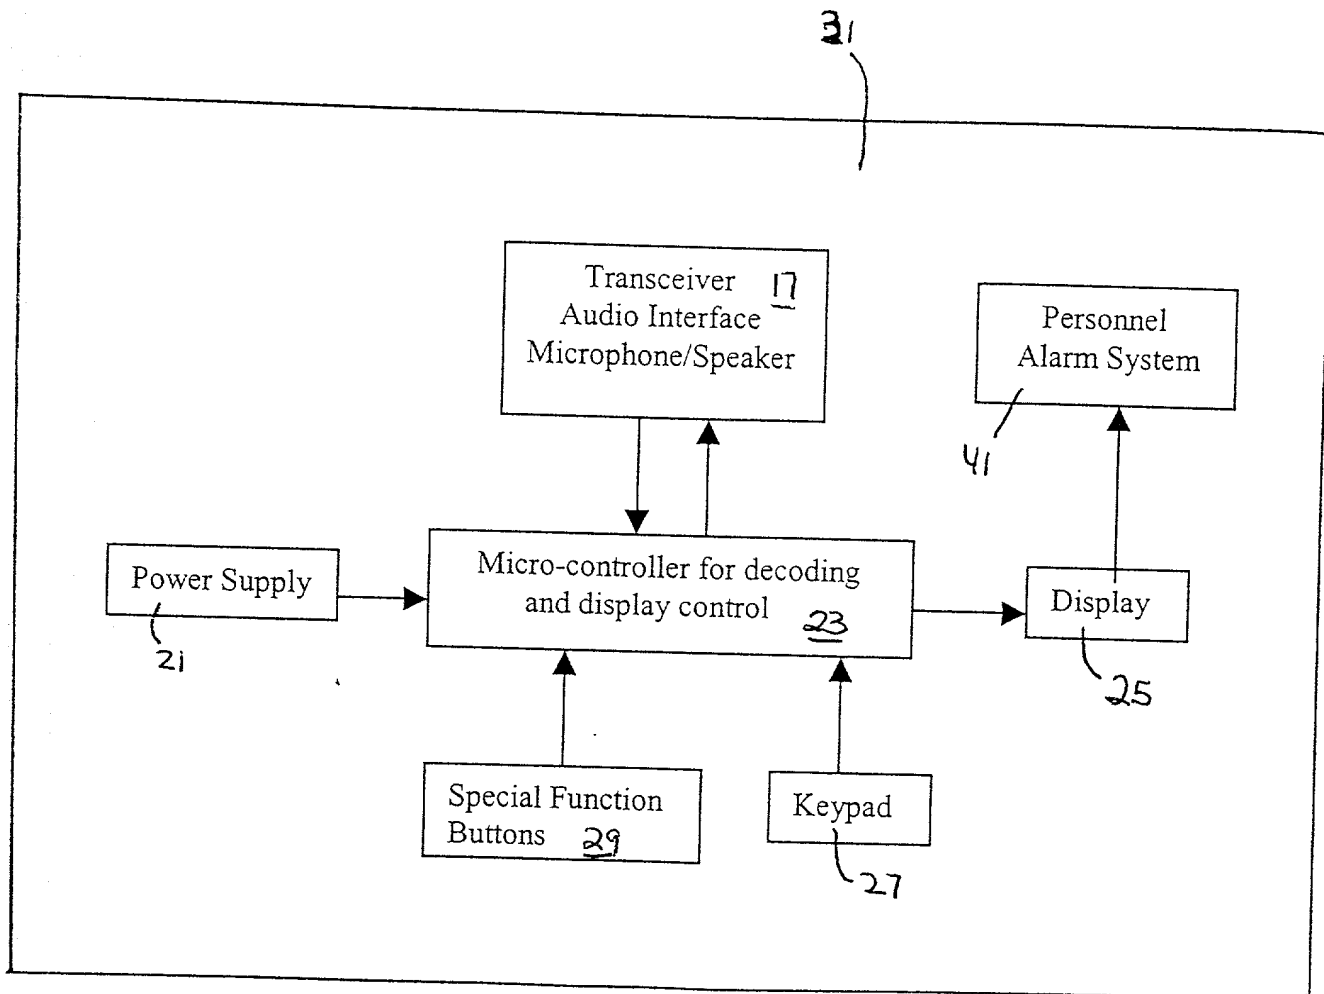 31
Transceiver 17
Audio Interface
Microphone/Speaker
Personnel
Alarm System
41
Power Supply
21
Micro-controller for decoding
and display control 23
Display
25
Special Function
Buttons 29
Keypad
27